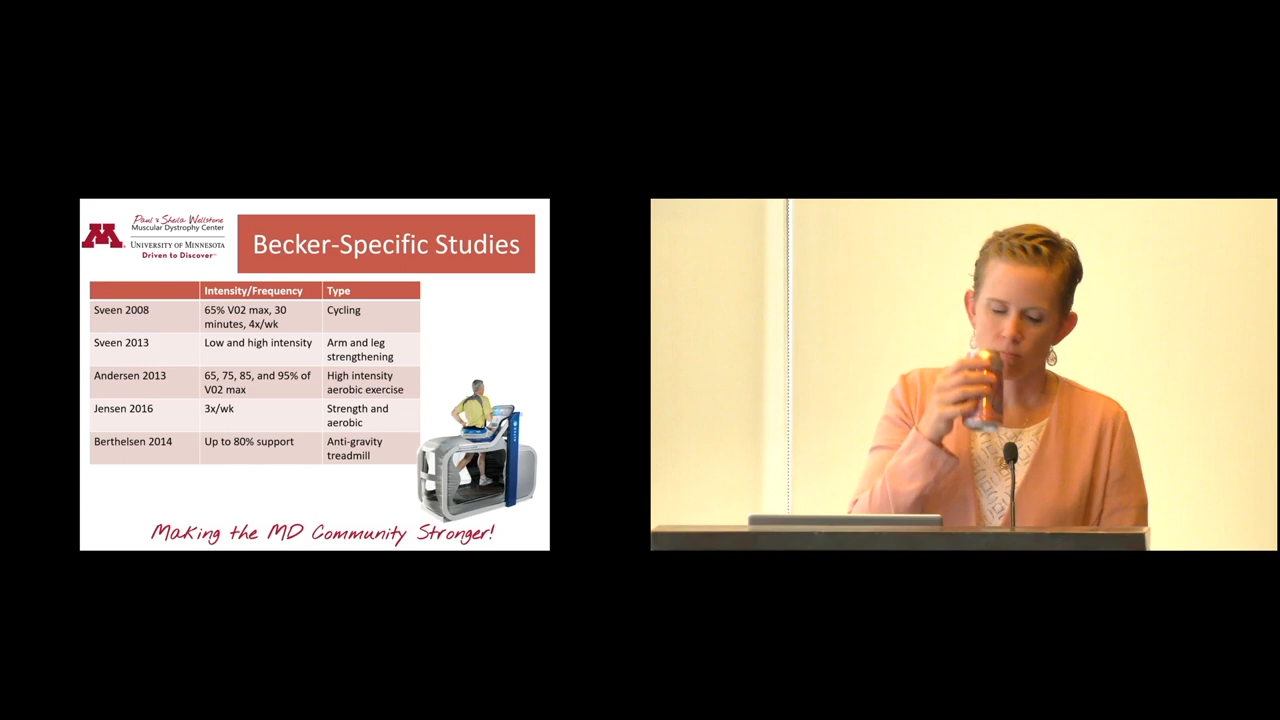 Paul & Sheila Wellstone
Muscular Dystrophy Center
UNIVERSITY OF MINNESOTA
Driven to Discover
M
Becker-Specific Studies
Intensity/Frequency Type
Sveen 2008 65% V02 max, 30 minutes, 4x/wk Cycling
Sveen 2013 Low and high intensity Arm and leg strengthening
Andersen 2013 65, 75, 85, and 95% of V02 max High intensity aerobic exercise
Jensen 2016 3x/wk Strength and aerobic
Berthelsen 2014 Up to 80% support Anti-gravity treadmill
Making the MD Community Stronger!